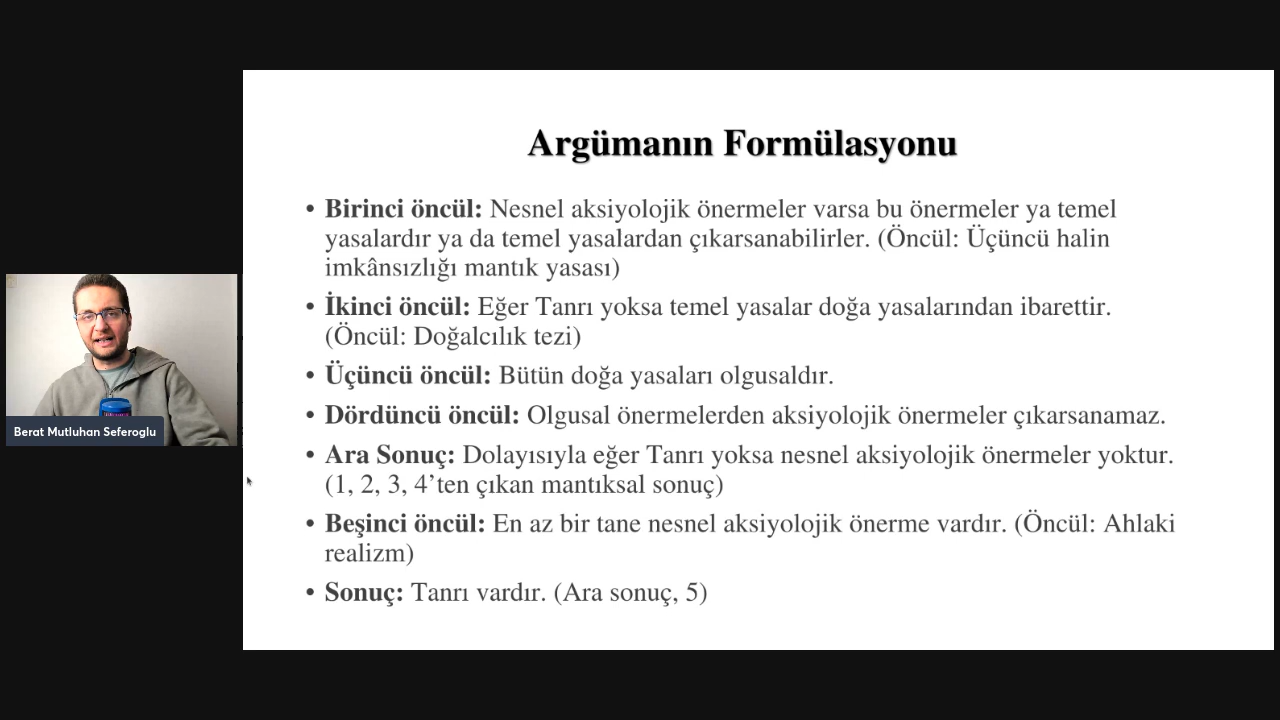 Argümanın Formülasyonu
• Birinci öncül: Nesnel aksiyolojik önermeler varsa bu önermeler ya temel
yasalardır ya da temel yasalardan çıkarsanabilirler. (Öncül: Üçüncü halin
imkânsızlığı mantık yasası)
• İkinci öncül: Eğer Tanrı yoksa temel yasalar doğa yasalarından ibarettir.
(Öncül: Doğalcılık tezi)
• Üçüncü öncül: Bütün doğa yasaları olgusaldır.
• Dördüncü öncül: Olgusal önermelerden aksiyolojik önermeler çıkarsanamaz.
• Ara Sonuç: Dolayısıyla eğer Tanrı yoksa nesnel aksiyolojik önermeler yoktur.
(1, 2, 3, 4’ten çıkan mantıksal sonuç)
• Beşinci öncül: En az bir tane nesnel aksiyolojik önerme vardır. (Öncül: Ahlaki
realizm)
• Sonuç: Tanrı vardır. (Ara sonuç, 5)
Berat Mutluhan Seferoglu